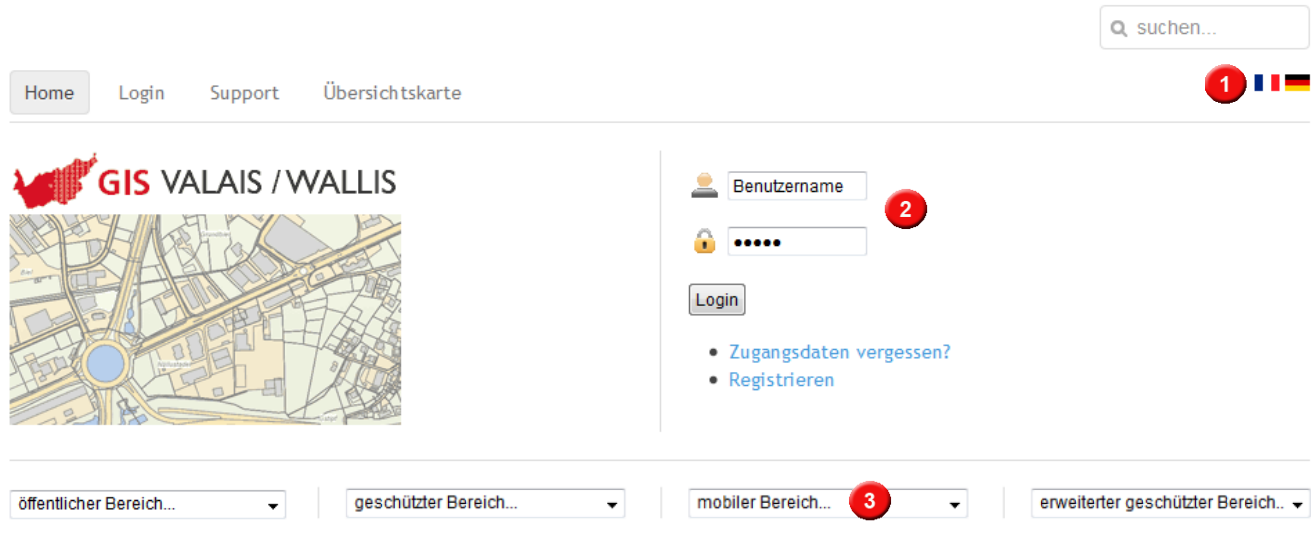 suchen...
Home Login Support Übersichtskarte 1
GIS VALAIS / WALLIS
Benutzername
2
•••••
Login
• Zugangsdaten vergessen?
• Registrieren
öffentlicher Bereich... geschützter Bereich... mobiler Bereich... 3 erweiterter geschützter Bereich..